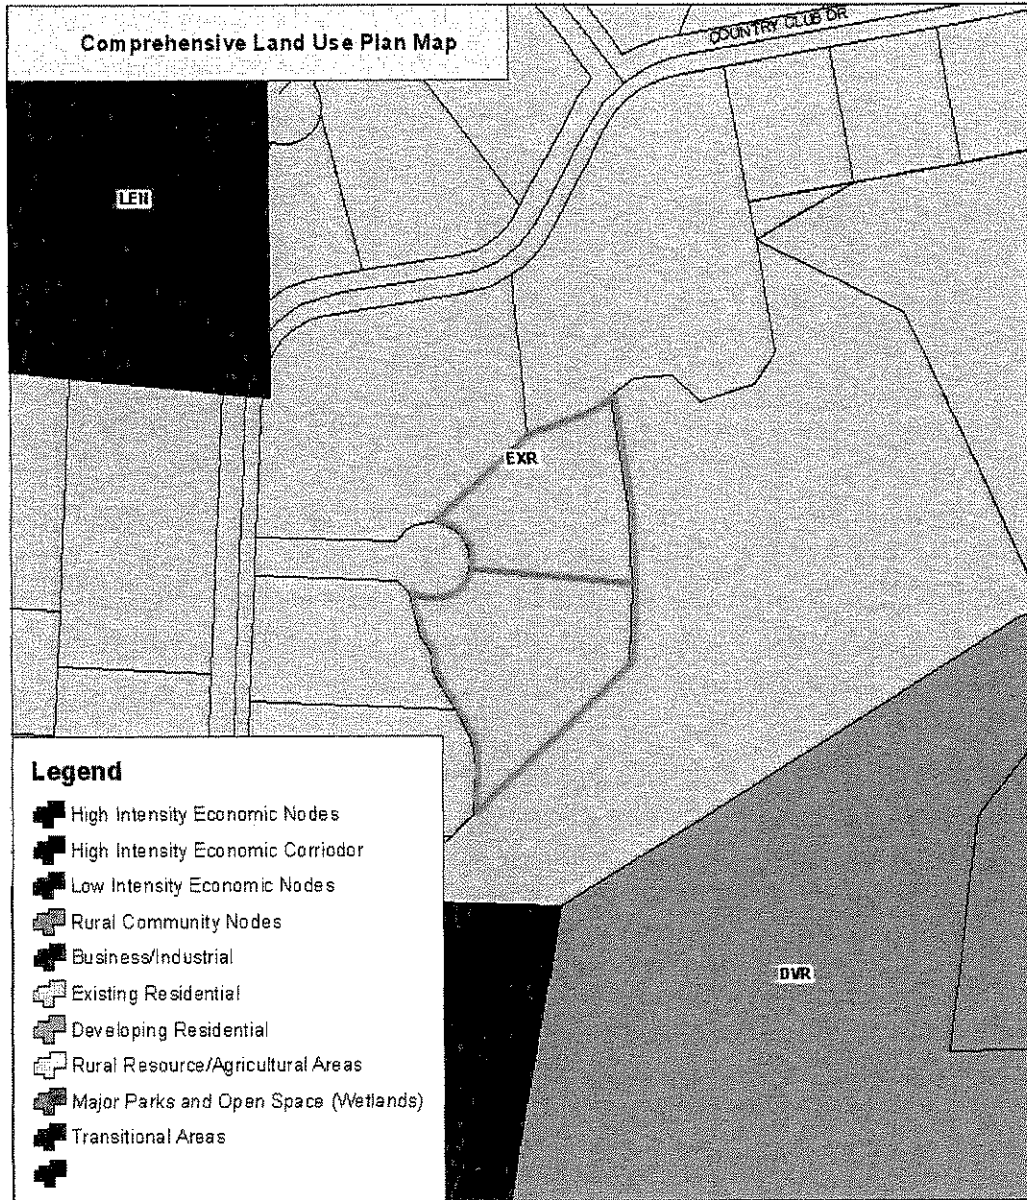 Comprehensive Land Use Plan Map
COUNTRY CLUB DR
LEN
EXR
Legend
High Intensity Economic Nodes
High Intensity Economic Corriodor
Low Intensity Economic Nodes
Rural Community Nodes
Business/Industrial
Existing Residential
Developing Residential
Rural Resource/Agricultural Areas
Major Parks and Open Space (Wetlands)
Transitional Areas
DVR